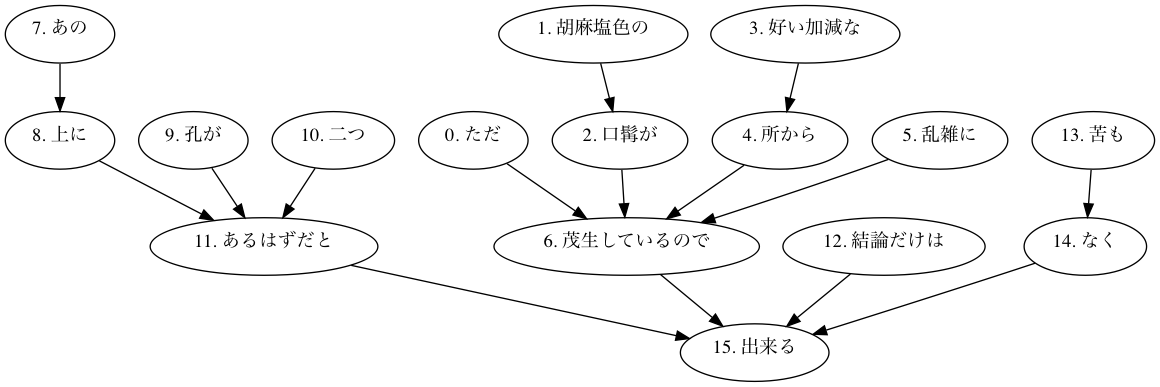 7. あの
1. 胡麻塩色の
3. 好い加減な
8. 上に
9. 孔が
10. 二つ
0. ただ
2. 口髯が
4. 所から
5. 乱雑に
13. 苦も
11. あるはずだと
6. 茂生しているので
12. 結論だけは
14. なく
15. 出来る